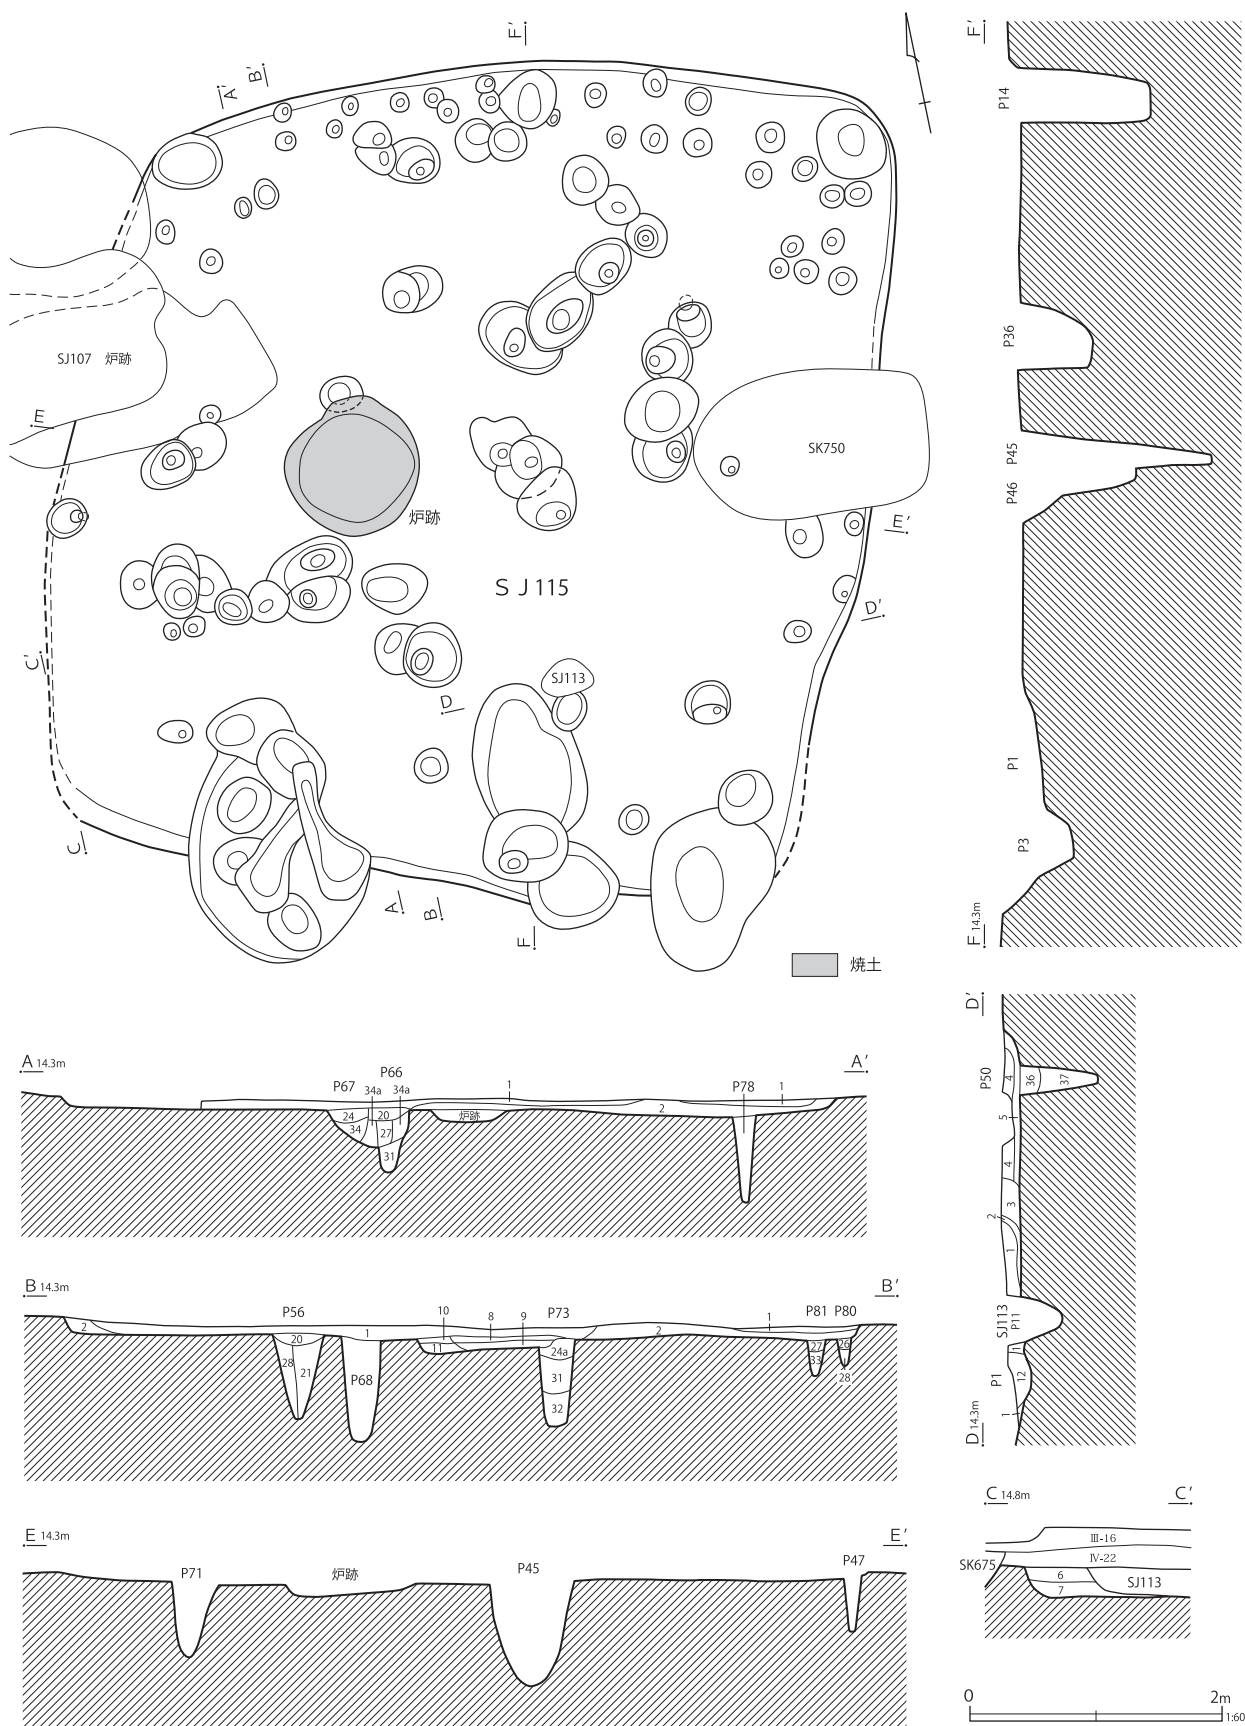 F′
A′
B′
SJ107 炉跡
E
炉跡
SK750
E′
S J 115
D′
C′
SJ113
D
C
A
B
F
焼土
F′
P14
P36
P45
P46
P1
P3
F 14.3m
A 14.3m
A′
P67
P66
34a
34a
1
P78
1
24
20
34
27
31
炉跡
2
B 14.3m
B′
P56
10
8
9
P73
1
P81
P80
2
20
28
21
1
P68
11
24a
31
32
2
27
33
26
28
E 14.3m
E′
P71
炉跡
P45
P47
D′
P50
4
36
37
5
4
3
2
1
SJ113
P11
1
P1
12
1
D 14.3m
C 14.8m
C′
Ⅲ-16
Ⅳ-22
SK675
6
7
SJ113
0
2m
1:60